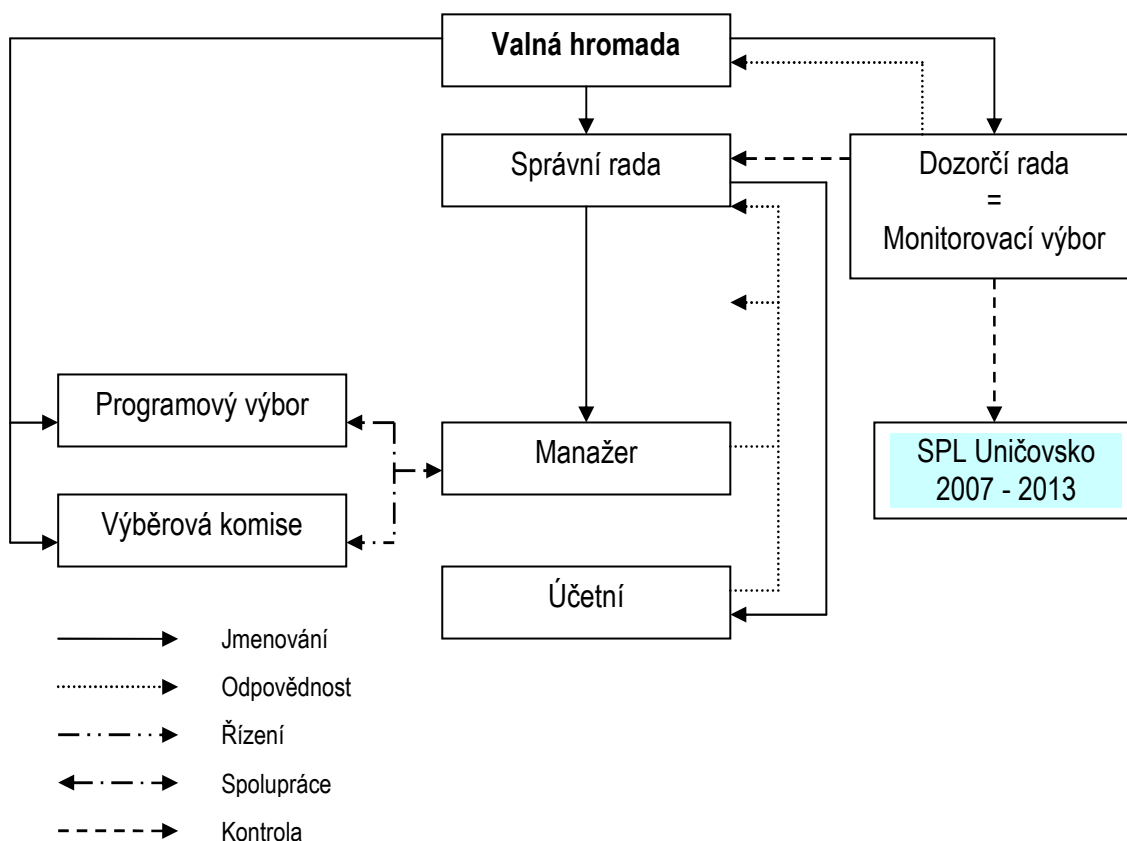 Valná hromada
Správní rada
Dozorčí rada
=
Monitorovací výbor
Programový výbor
Manažer
SPL Uničovsko
2007 - 2013
Výběrová komise
Účetní
Jmenování
Odpovědnost
Řízení
Spolupráce
Kontrola